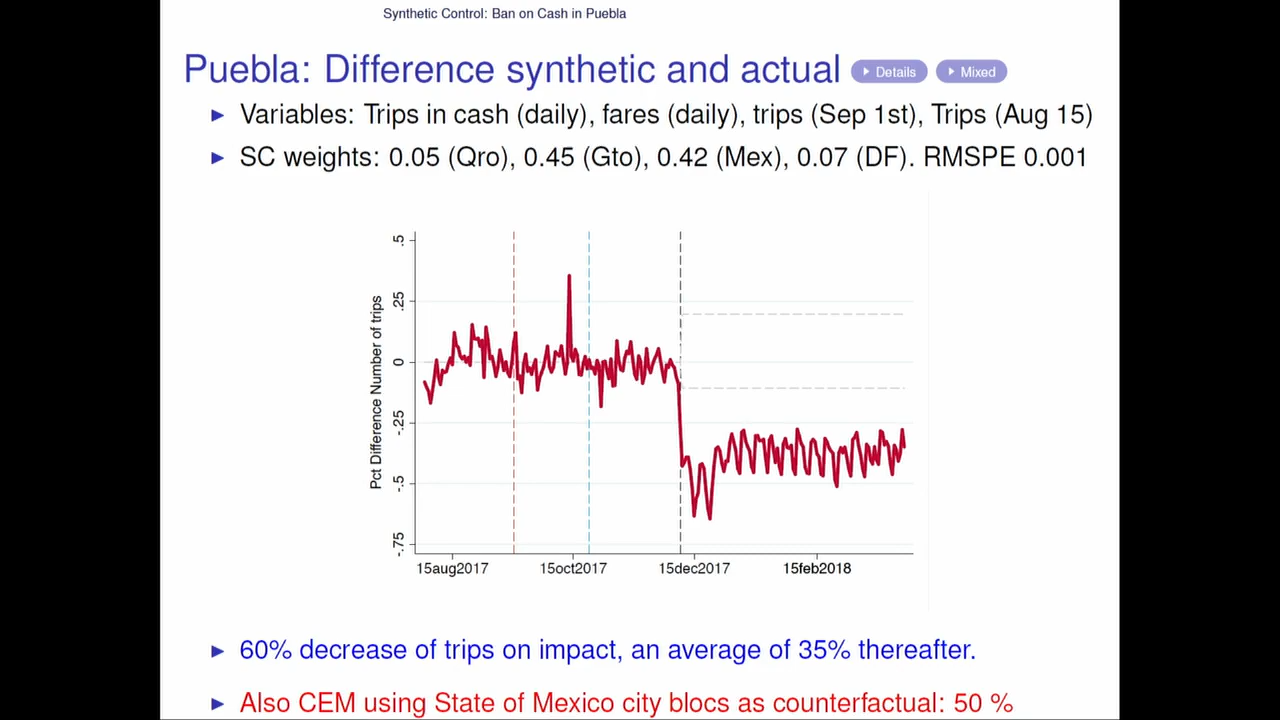 Synthetic Control: Ban on Cash in Puebla
Puebla: Difference synthetic and actual
Details
Mixed
Variables: Trips in cash (daily), fares (daily), trips (Sep 1st), Trips (Aug 15)
SC weights: 0.05 (Qro), 0.45 (Gto), 0.42 (Mex), 0.07 (DF). RMSPE 0.001
Pct Difference Number of trips
.5
.25
0
-.25
-.5
-.75
15aug2017
15oct2017
15dec2017
15feb2018
60% decrease of trips on impact, an average of 35% thereafter.
Also CEM using State of Mexico city blocs as counterfactual: 50 %